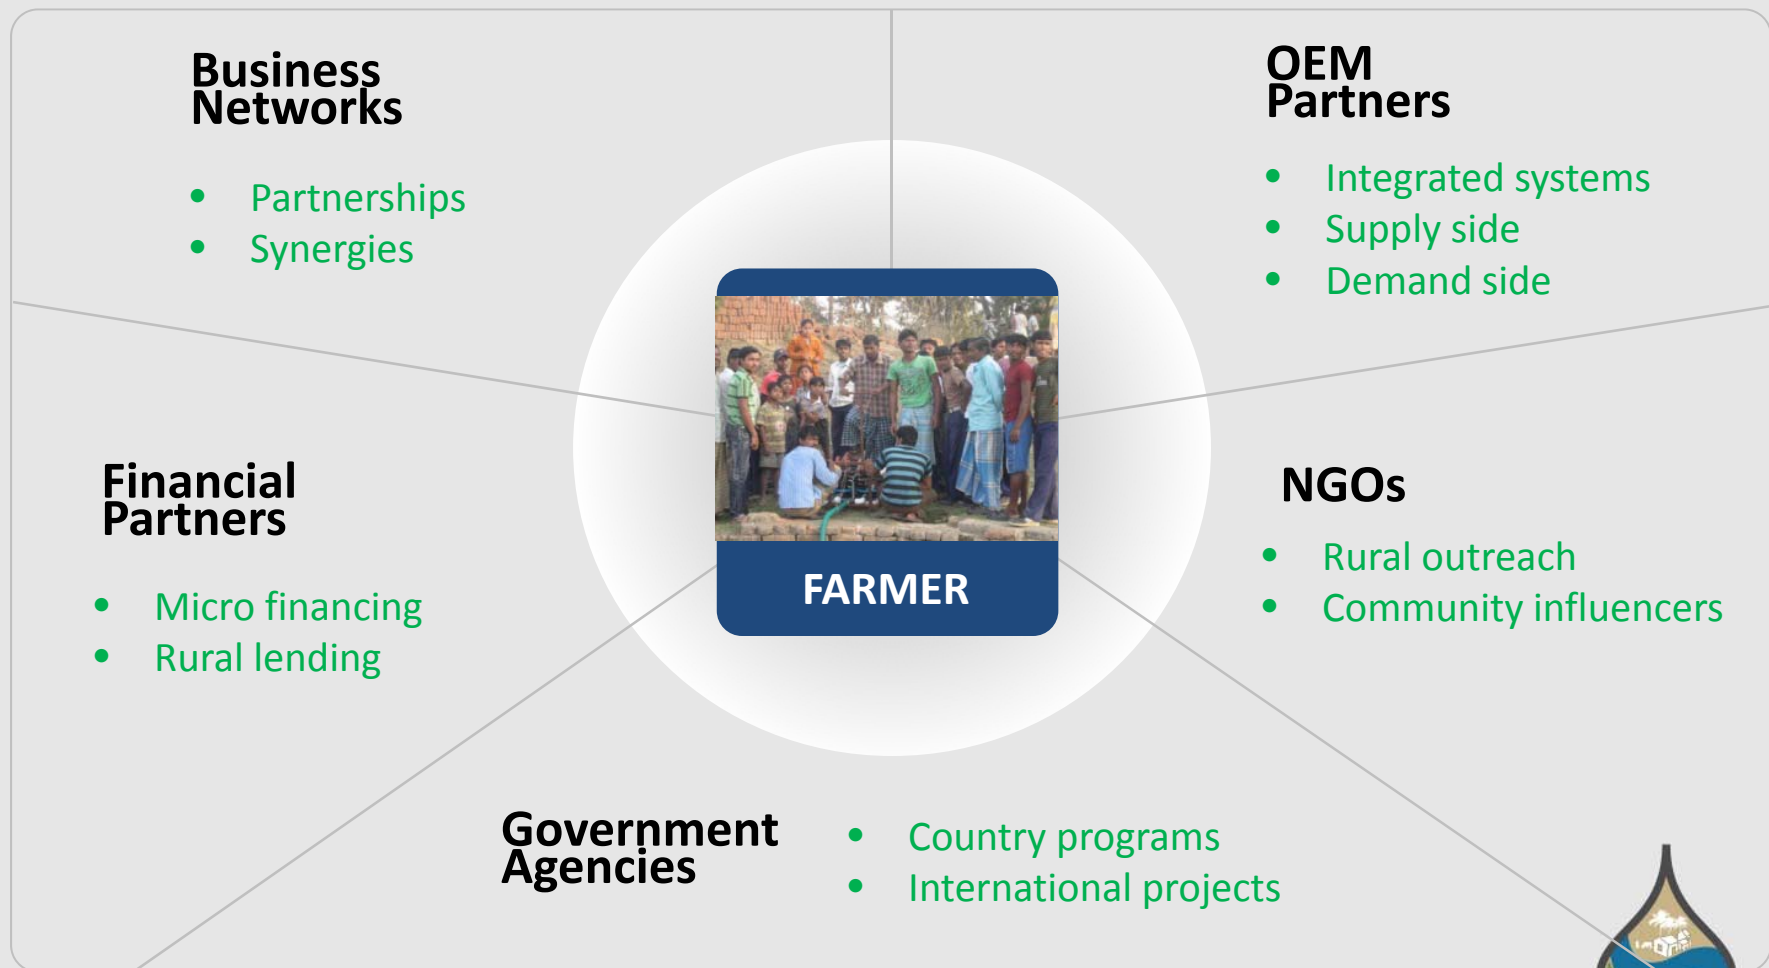 Business
Networks
• Partnerships
• Synergies
OEM
Partners
• Integrated systems
• Supply side
• Demand side
Financial
Partners
• Micro financing
• Rural lending
FARMER
NGOs
• Rural outreach
• Community influencers
Government
Agencies
• Country programs
• International projects